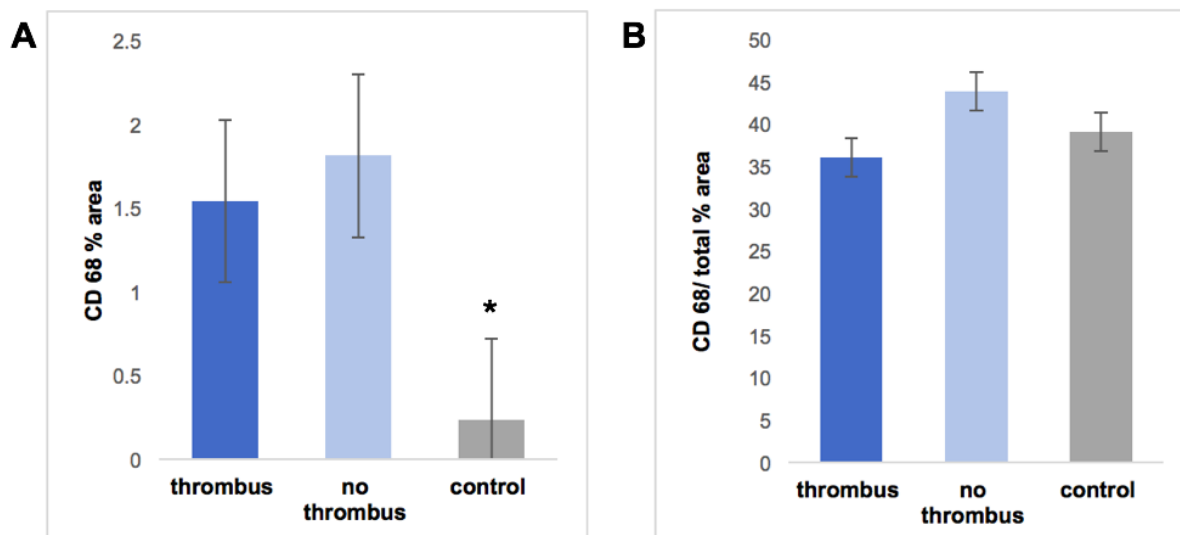 A
CD 68 % area
2.5
2
1.5
1
0.5
0
*
thrombus
no
thrombus
control
B
CD 68/ total % area
50
45
40
35
30
25
20
15
10
5
0
thrombus
no
thrombus
control